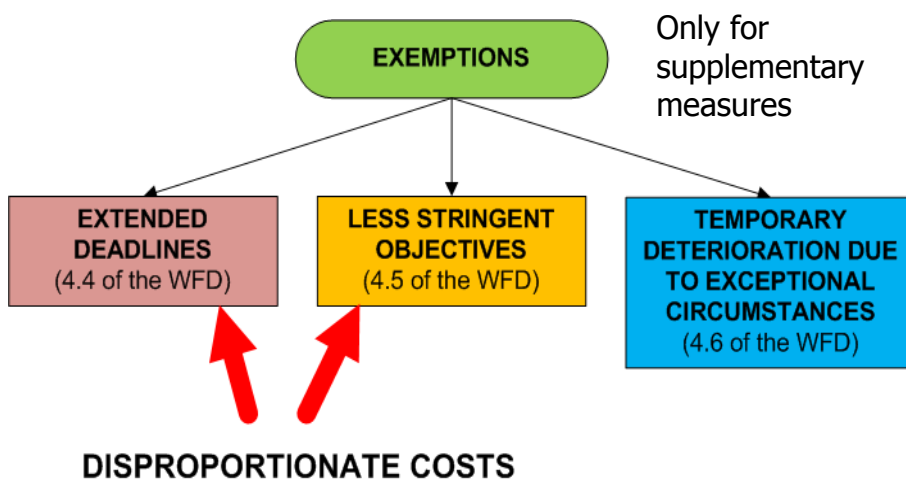 EXEMPTIONS
Only for
supplementary
measures
EXTENDED
DEADLINES
(4.4 of the WFD)
LESS STRINGENT
OBJECTIVES
(4.5 of the WFD)
TEMPORARY
DETERIORATION DUE
TO EXCEPTIONAL
CIRCUMSTANCES
(4.6 of the WFD)
DISPROPORTIONATE COSTS